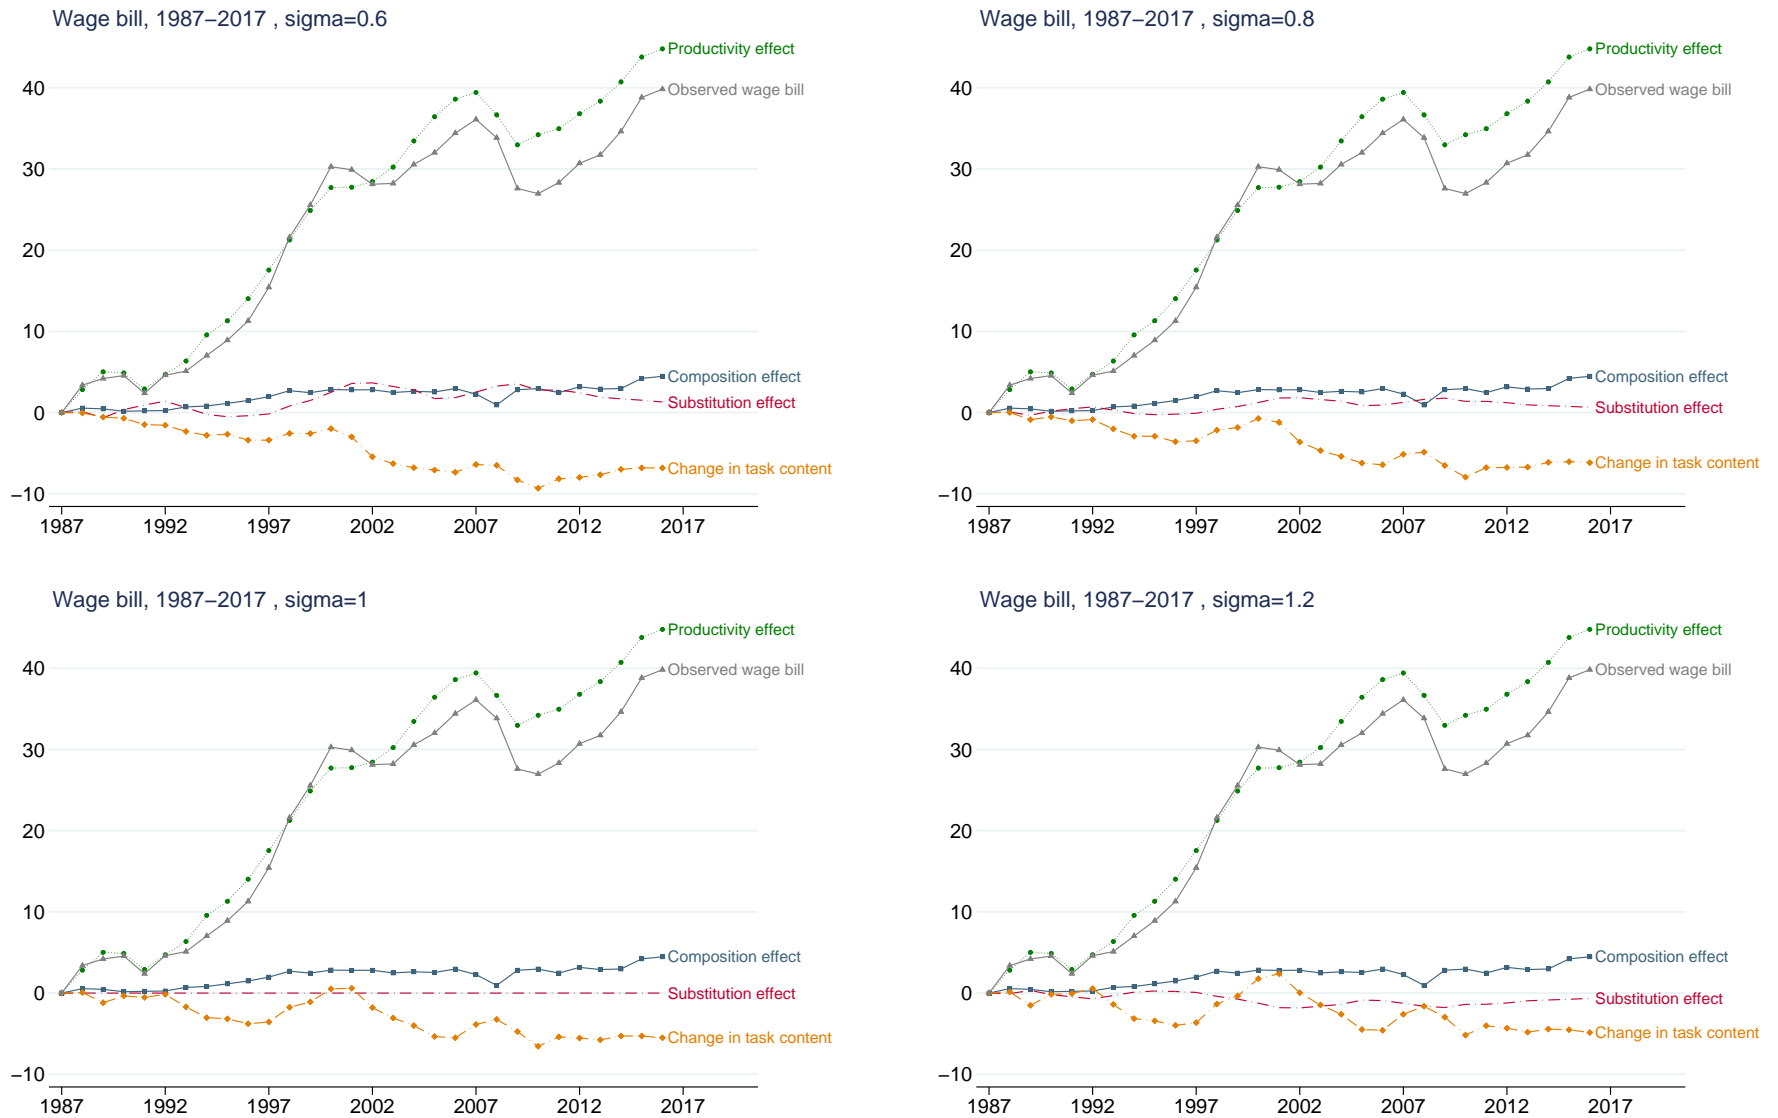 Wage bill, 1987−2017 , sigma=0.6
Productivity effect
40
Observed wage bill
30
20
10
Composition effect
Substitution effect
0
Change in task content
−10
1987 1992 1997 2002 2007 2012 2017
Wage bill, 1987−2017 , sigma=0.8
Productivity effect
40
Observed wage bill
30
20
10
Composition effect
Substitution effect
0
Change in task content
−10
1987 1992 1997 2002 2007 2012 2017
Wage bill, 1987−2017 , sigma=1
Productivity effect
40
Observed wage bill
30
20
10
Composition effect
0
Substitution effect
Change in task content
−10
1987 1992 1997 2002 2007 2012 2017
Wage bill, 1987−2017 , sigma=1.2
Productivity effect
40
Observed wage bill
30
20
10
Composition effect
0
Substitution effect
Change in task content
−10
1987 1992 1997 2002 2007 2012 2017